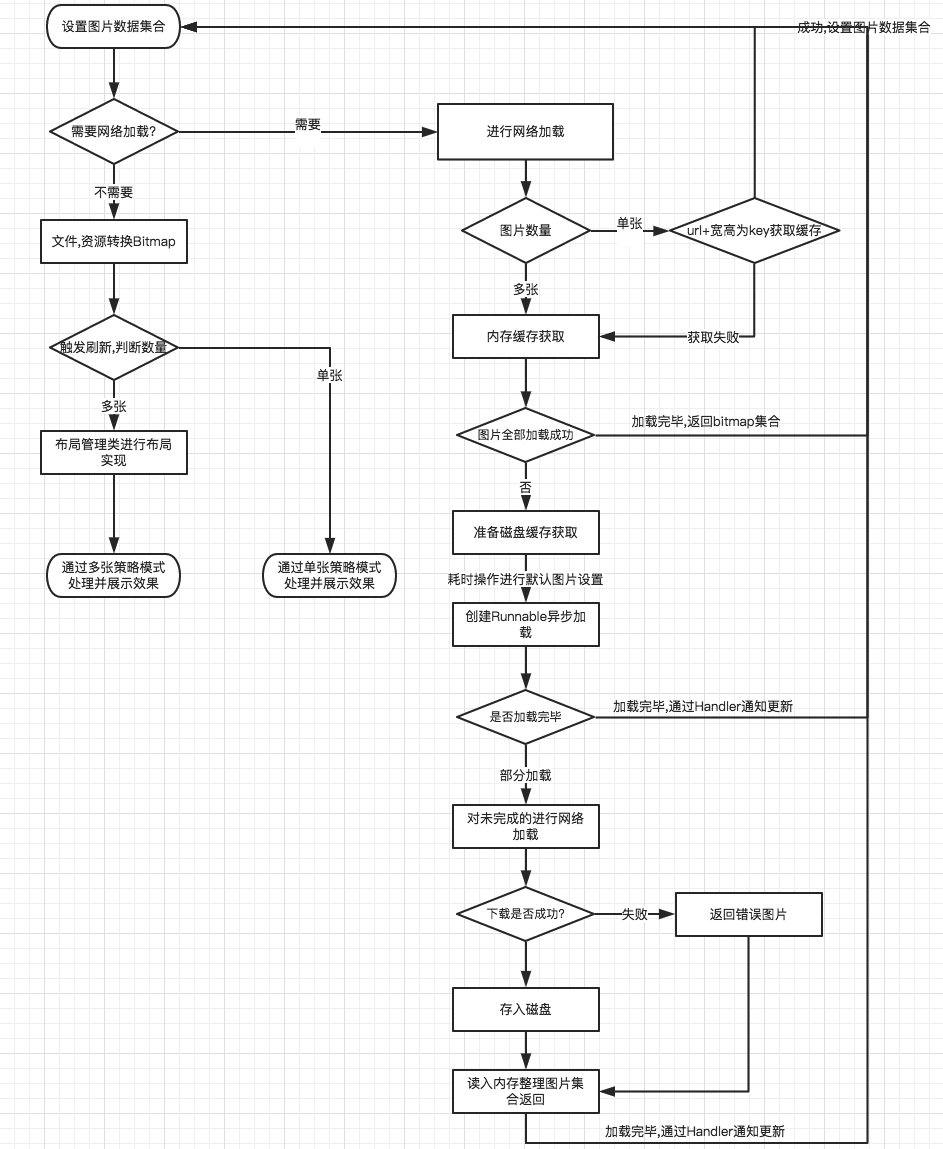 设置图片数据集合
成功,设置图片数据集合
需要网络加载?
需要
进行网络加载
不需要
图片数量
单张
url+宽高为key获取缓存
文件,资源转换Bitmap
多张
内存缓存获取
获取失败
触发刷新,判断数量
单张
多张
图片全部加载成功
加载完毕,返回bitmap集合
布局管理类进行布局
实现
否
准备磁盘缓存获取
通过多张策略模式
处理并展示效果
通过单张策略模式
处理并展示效果
耗时操作进行默认图片设置
创建Runnable异步加
载
是否加载完毕
加载完毕,通过Handler通知更新
部分加载
对未完成的进行网络
加载
下载是否成功?
失败
返回错误图片
存入磁盘
读入内存整理图片集
合返回
加载完毕,通过Handler通知更新